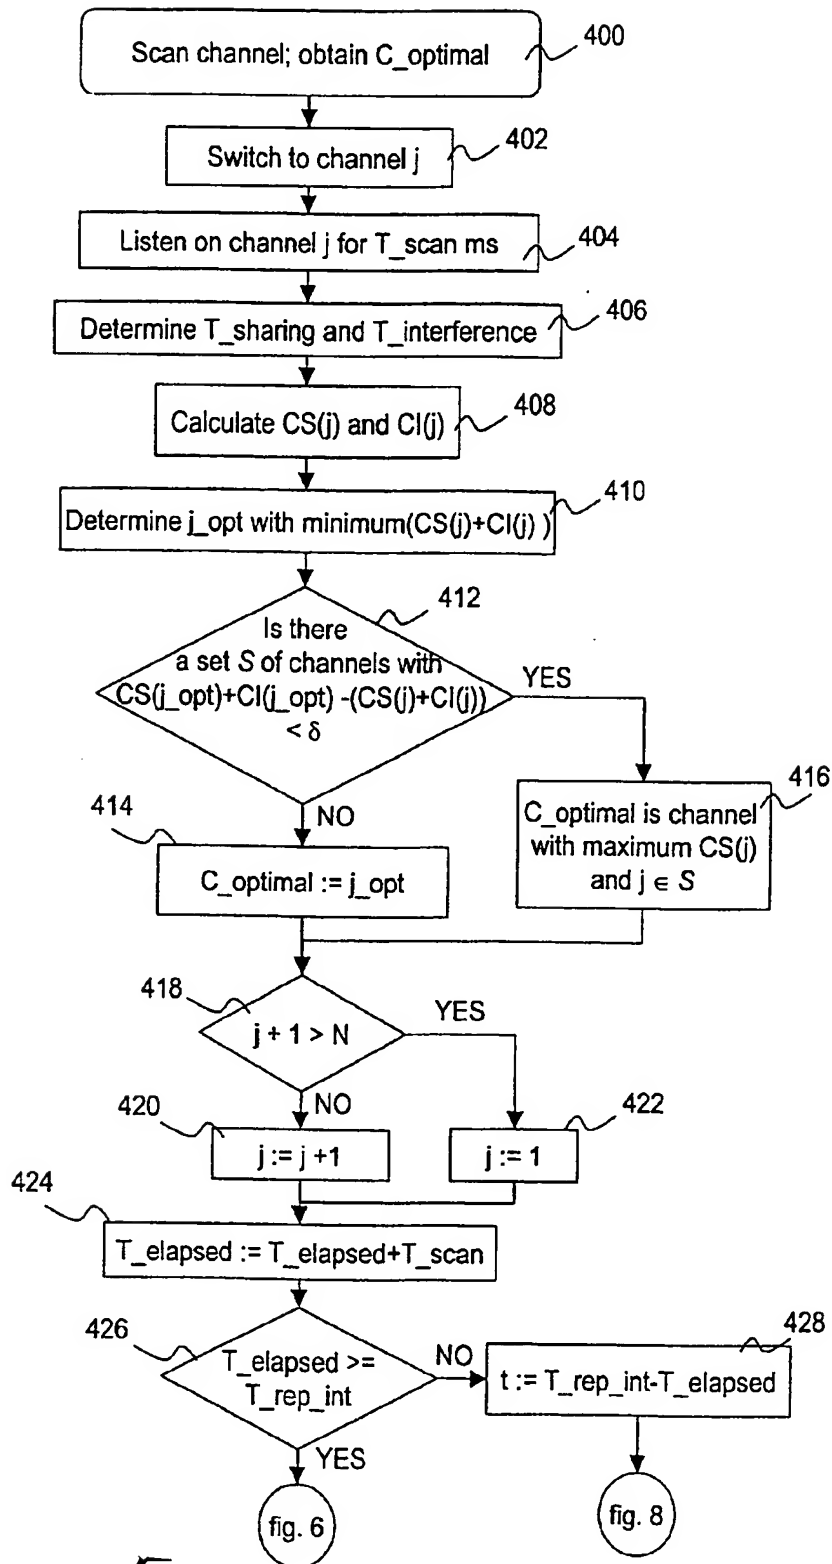 Scan channel; obtain C_optimal
400
Switch to channel j
402
Listen on channel j for T_scan ms
404
Determine T_sharing and T_interference
406
Calculate CS(j) and CI(j)
408
Determine j_opt with minimum(CS(j)+CI(j) )
410
412
Is there
a set S of channels with
CS(j_opt)+CI(j_opt) -(CS(j)+CI(j))
< δ
YES
NO
414
C_optimal := j_opt
416
C_optimal is channel
with maximum CS(j)
and j ∈ S
418
j + 1 > N
YES
NO
420
j := j +1
422
j := 1
424
T_elapsed := T_elapsed+T_scan
426
T_elapsed >=
T_rep_int
NO
428
t := T_rep_int-T_elapsed
YES
fig. 6
fig. 8